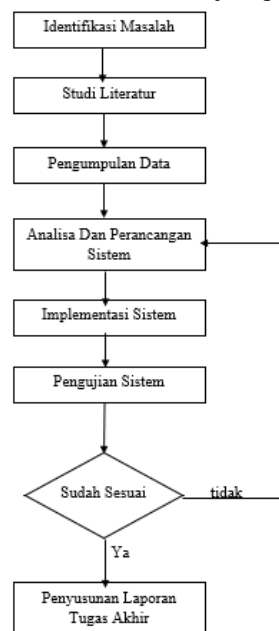 Identifikasi Masalah
Studi Literatur
Pengumpulan Data
Analisa Dan Perancangan
Sistem
Implementasi Sistem
Pengujian Sistem
Sudah Sesuai
tidak
Ya
Penyusunan Laporan
Tugas Akhir